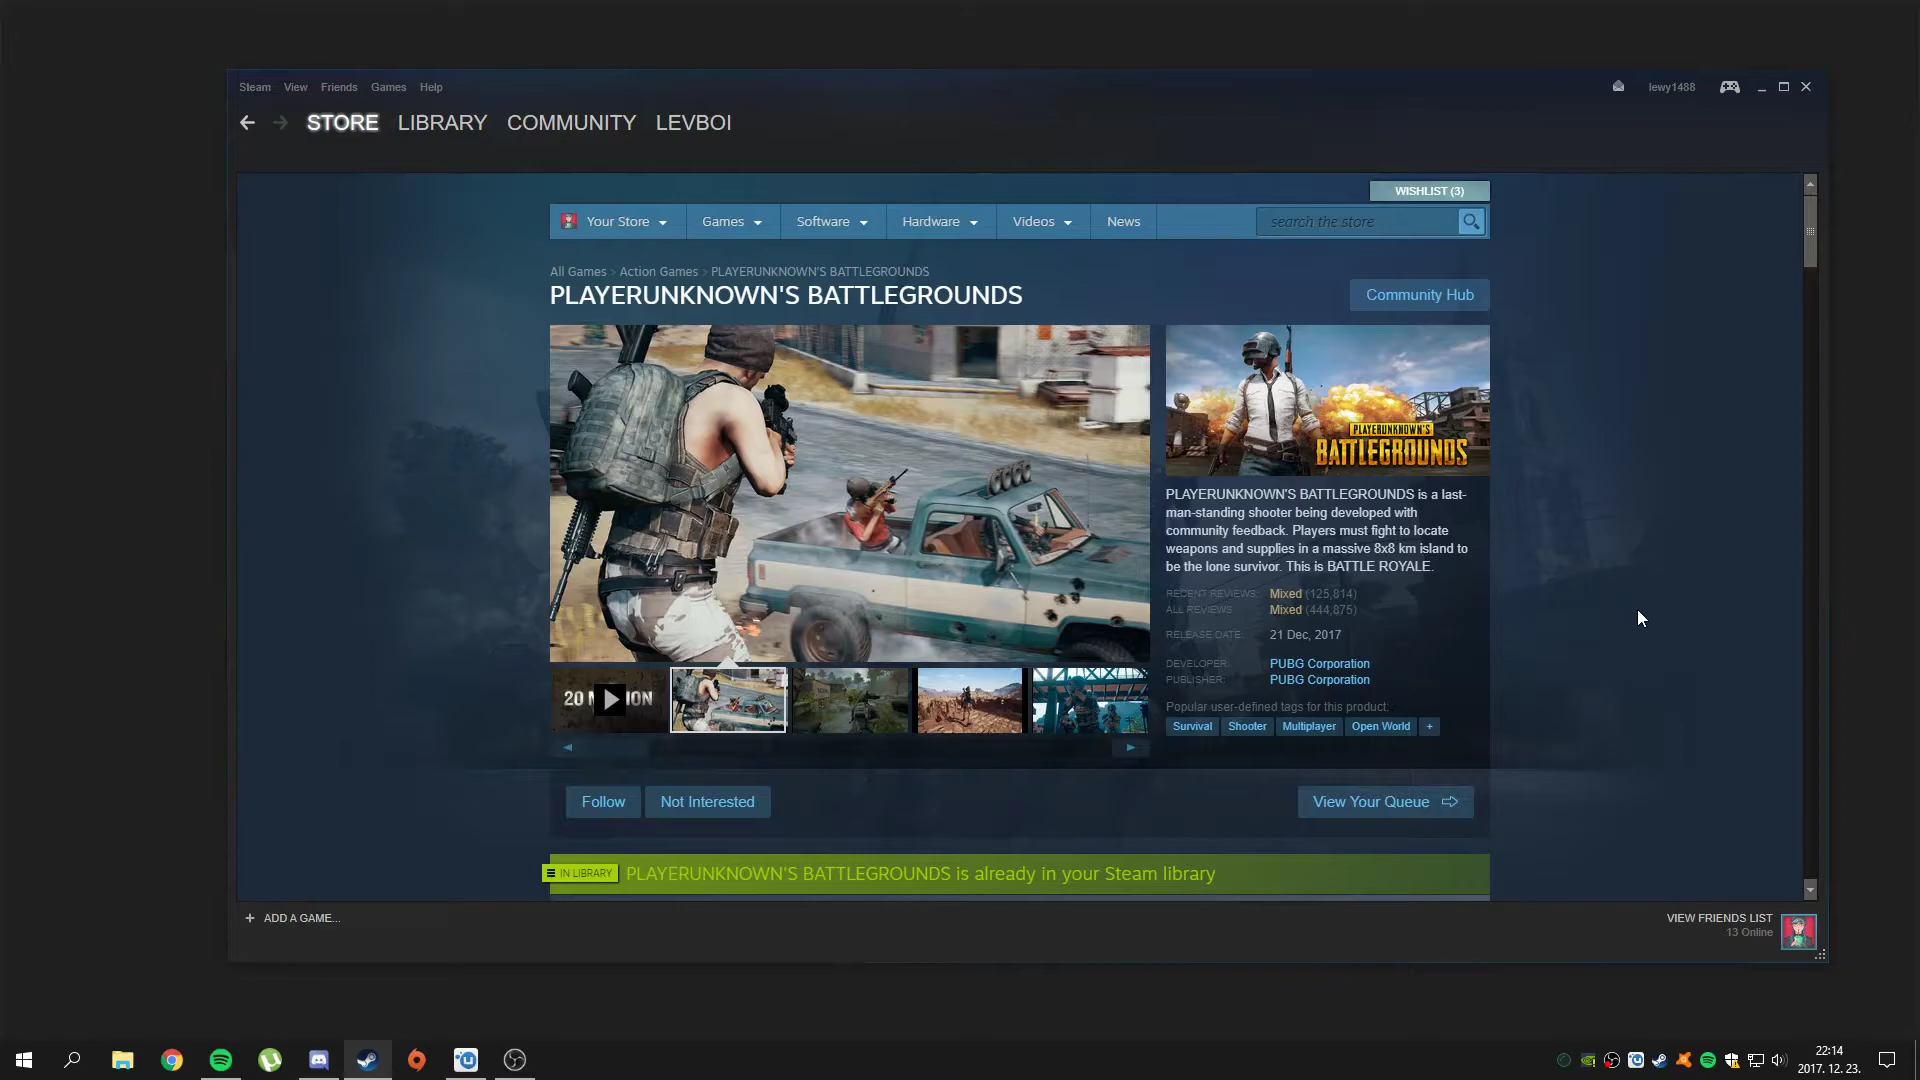 Steam View Friends Games Help
lewy1488
STORE LIBRARY COMMUNITY LEVBOI
WISHLIST (3)
Your Store Games Software Hardware Videos News
search the store
All Games > Action Games > PLAYERUNKNOWN'S BATTLEGROUNDS
PLAYERUNKNOWN'S BATTLEGROUNDS
Community Hub
PLAYERUNKNOWN'S
BATTLEGROUNDS
PLAYERUNKNOWN'S BATTLEGROUNDS is a last-
man-standing shooter being developed with
community feedback. Players must fight to locate
weapons and supplies in a massive 8x8 km island to
be the lone survivor. This is BATTLE ROYALE.
RECENT REVIEWS: Mixed (125,814)
ALL REVIEWS: Mixed (444,875)
RELEASE DATE: 21 Dec, 2017
DEVELOPER: PUBG Corporation
PUBLISHER: PUBG Corporation
Popular user-defined tags for this product:
Survival Shooter Multiplayer Open World +
Follow Not Interested
View Your Queue
IN LIBRARY PLAYERUNKNOWN'S BATTLEGROUNDS is already in your Steam library
+ ADD A GAME...
VIEW FRIENDS LIST
13 Online
22:14
2017. 12. 23.